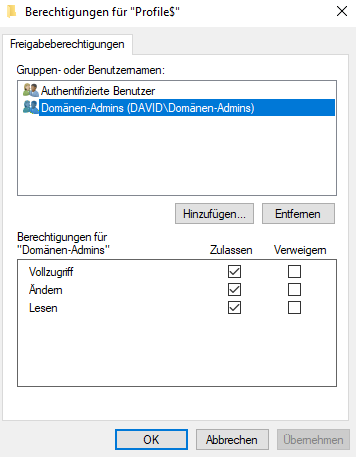 Berechtigungen für "Profile$"
Freigabeberechtigungen
Gruppen- oder Benutzernamen:
Authentifizierte Benutzer
Domänen-Admins (DAVID\Domänen-Admins)
Hinzufügen... Entfernen
Berechtigungen für
"Domänen-Admins" Zulassen Verweigern
Vollzugriff
Ändern
Lesen
OK Abbrechen Übernehmen